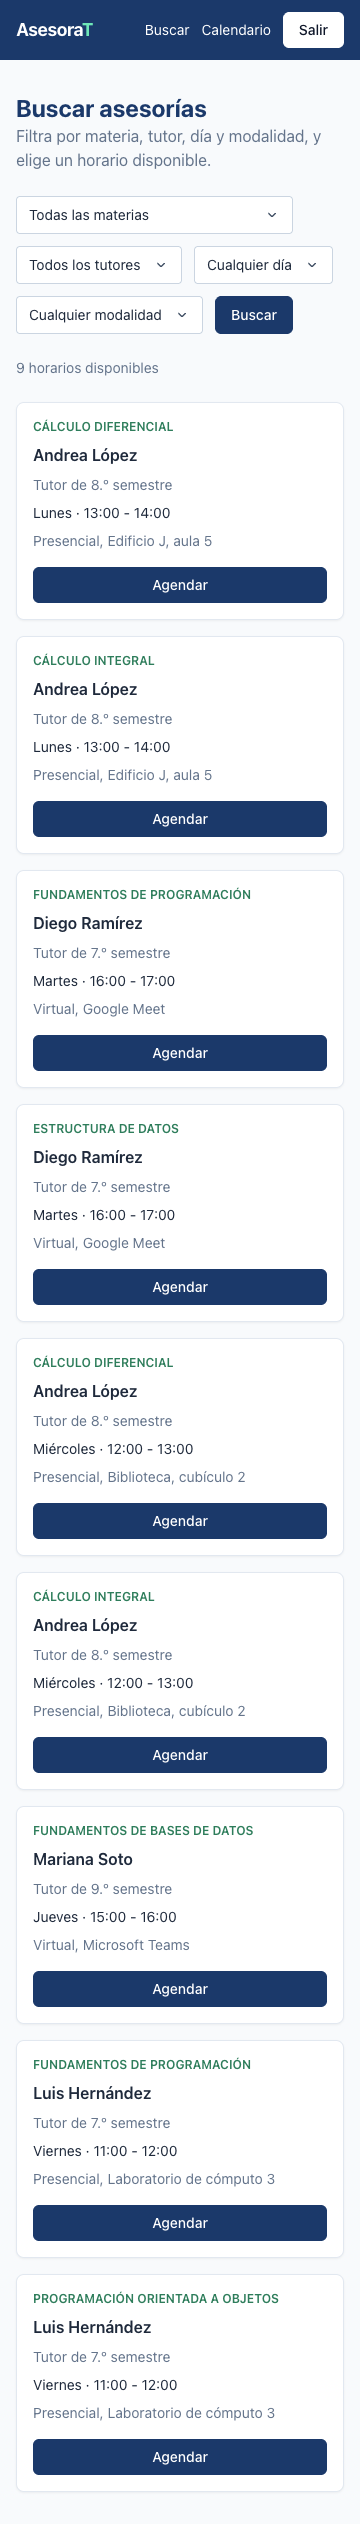 AsesoraT Buscar Calendario Salir
Buscar asesorías
Filtra por materia, tutor, día y modalidad, y
elige un horario disponible.
Todas las materias
Todos los tutores Cualquier día
Cualquier modalidad Buscar
9 horarios disponibles
CÁLCULO DIFERENCIAL
Andrea López
Tutor de 8.º semestre
Lunes · 13:00 - 14:00
Presencial, Edificio J, aula 5
Agendar
CÁLCULO INTEGRAL
Andrea López
Tutor de 8.º semestre
Lunes · 13:00 - 14:00
Presencial, Edificio J, aula 5
Agendar
FUNDAMENTOS DE PROGRAMACIÓN
Diego Ramírez
Tutor de 7.º semestre
Martes · 16:00 - 17:00
Virtual, Google Meet
Agendar
ESTRUCTURA DE DATOS
Diego Ramírez
Tutor de 7.º semestre
Martes · 16:00 - 17:00
Virtual, Google Meet
Agendar
CÁLCULO DIFERENCIAL
Andrea López
Tutor de 8.º semestre
Miércoles · 12:00 - 13:00
Presencial, Biblioteca, cubículo 2
Agendar
CÁLCULO INTEGRAL
Andrea López
Tutor de 8.º semestre
Miércoles · 12:00 - 13:00
Presencial, Biblioteca, cubículo 2
Agendar
FUNDAMENTOS DE BASES DE DATOS
Mariana Soto
Tutor de 9.º semestre
Jueves · 15:00 - 16:00
Virtual, Microsoft Teams
Agendar
FUNDAMENTOS DE PROGRAMACIÓN
Luis Hernández
Tutor de 7.º semestre
Viernes · 11:00 - 12:00
Presencial, Laboratorio de cómputo 3
Agendar
PROGRAMACIÓN ORIENTADA A OBJETOS
Luis Hernández
Tutor de 7.º semestre
Viernes · 11:00 - 12:00
Presencial, Laboratorio de cómputo 3
Agendar